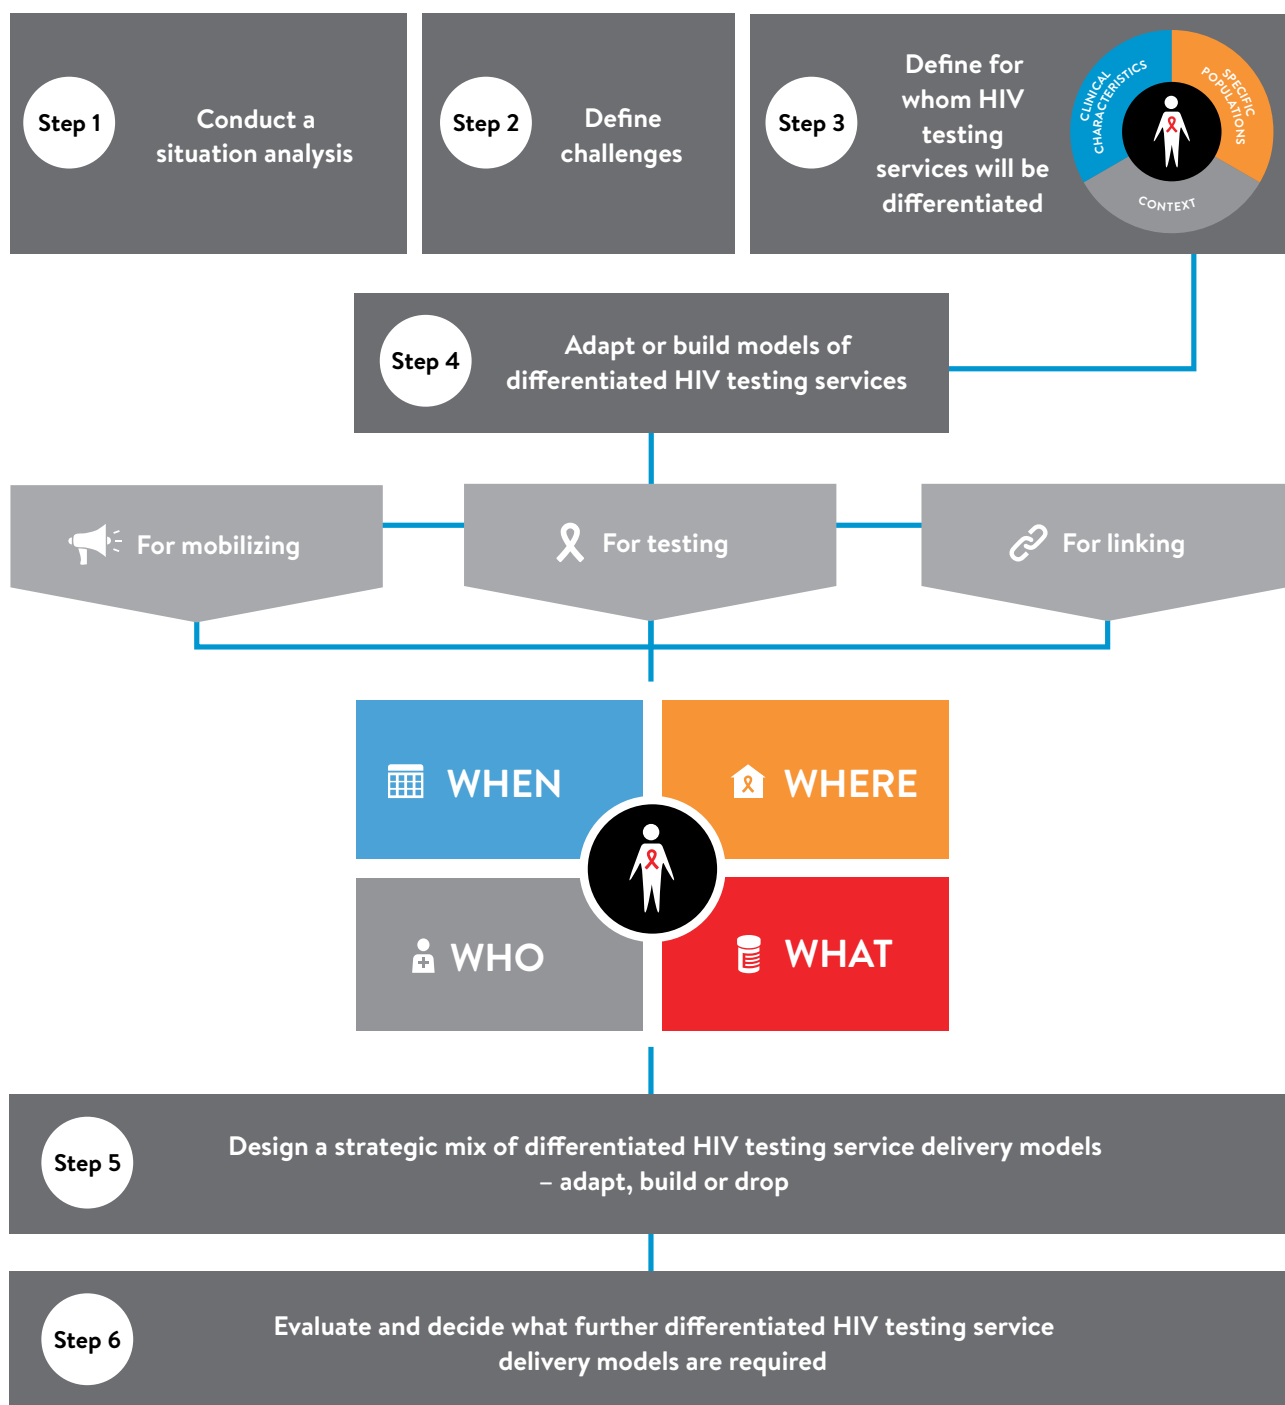 Step 1
Conduct a
situation analysis
Step 2
Define
challenges
Step 3
Define for
whom HIV
testing
services will be
differentiated
CLINICAL
CHARACTERISTICS
SPECIFIC
POPULATIONS
CONTEXT
Step 4
Adapt or build models of
differentiated HIV testing services
For mobilizing
For testing
For linking
WHEN
WHERE
WHO
WHAT
Step 5
Design a strategic mix of differentiated HIV testing service delivery models
– adapt, build or drop
Step 6
Evaluate and decide what further differentiated HIV testing service
delivery models are required